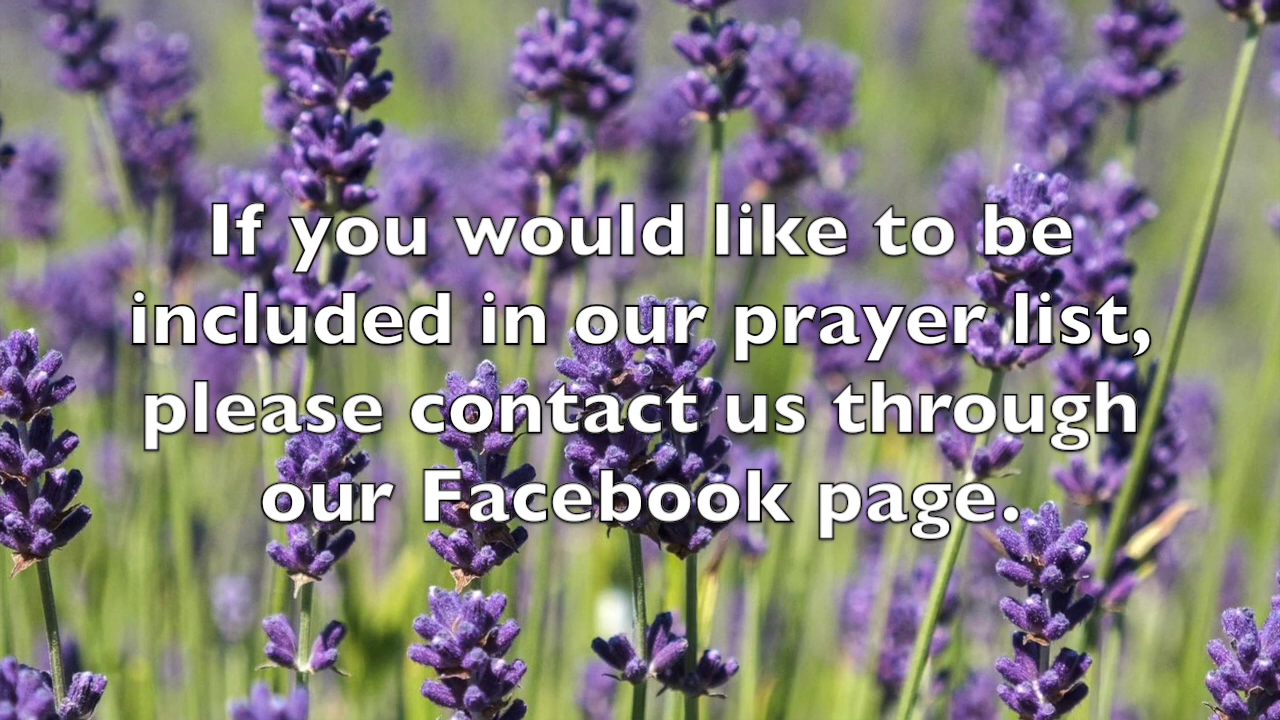 If you would like to be
included in our prayer list,
please contact us through
our Facebook page.